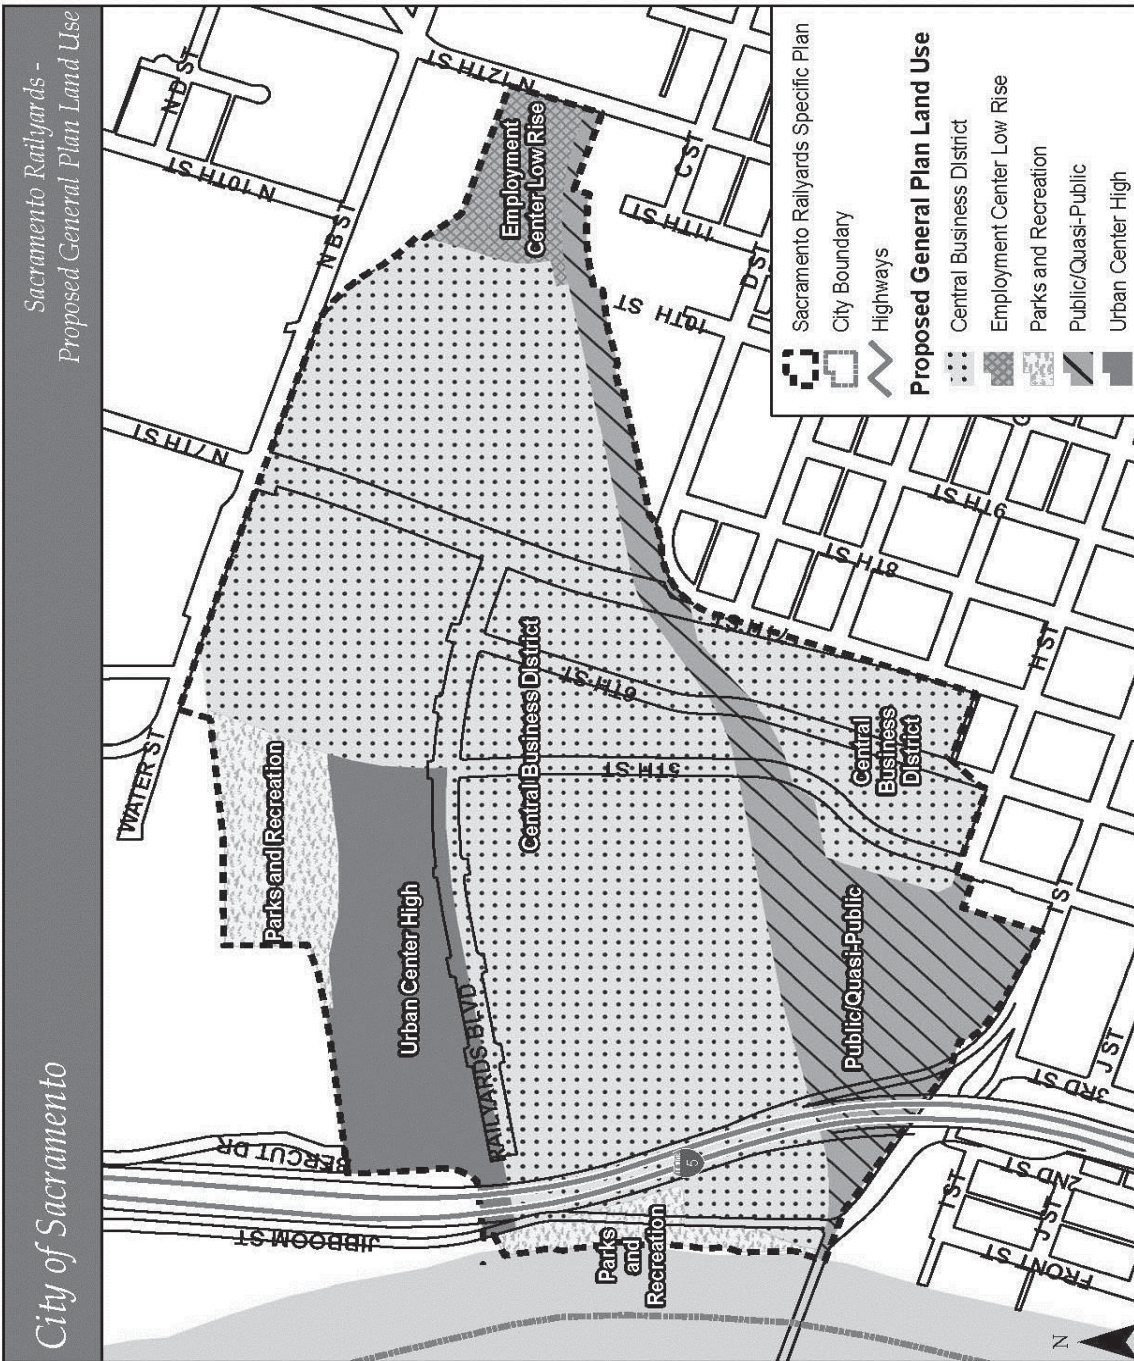 City of Sacramento
Sacramento Railyards -
Proposed General Plan Land Use
N D ST
N 10TH ST
N 12TH ST
N B ST
N 7TH ST
WATER ST
BERCUT DR
JIBBOOM ST
Parks and Recreation
Urban Center High
RAILYARDS BLVD
Central Business District
Employment
Center Low Rise
5TH ST
6TH ST
7TH ST
Central
Business
District
Public/Quasi-Public
Parks
and
Recreation
5
C ST
11TH ST
D ST
10TH ST
9TH ST
8TH ST
H ST
I ST
J ST
3RD ST
2ND ST
I ST
J ST
FRONT ST
G
N
Sacramento Railyards Specific Plan
City Boundary
Highways
Proposed General Plan Land Use
Central Business District
Employment Center Low Rise
Parks and Recreation
Public/Quasi-Public
Urban Center High